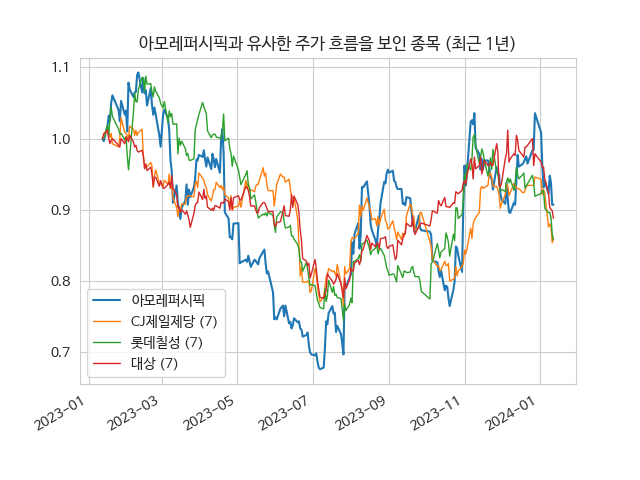 아모레퍼시픽과 유사한 주가 흐름을 보인 종목 (최근 1년)
1.1
1.0
0.9
0.8
0.7
아모레퍼시픽
CJ제일제당 (7)
롯데칠성 (7)
대상 (7)
2023-01
2023-03
2023-05
2023-07
2023-09
2023-11
2024-01